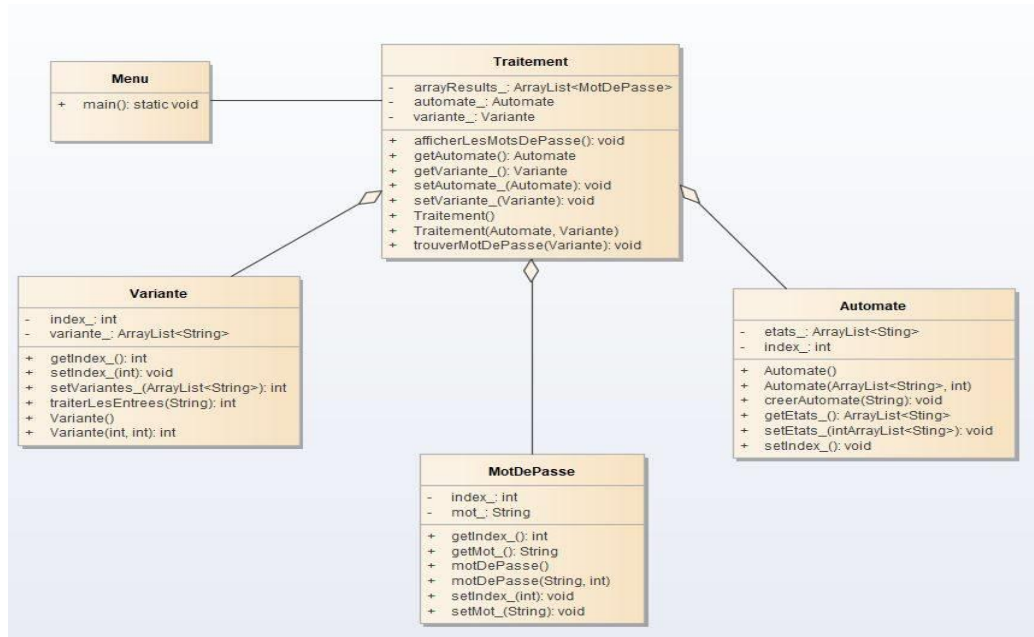 Menu
+ main(): static void
Traitement
- arrayResults_: ArrayList<MotDePasse>
- automate_: Automate
- variante_: Variante
+ afficherLesMotsDePasse(): void
+ getAutomate(): Automate
+ getVariante_(): Variante
+ setAutomate_(Automate): void
+ setVariante_(Variante): void
+ Traitement()
+ Traitement(Automate, Variante)
+ trouverMotDePasse(Variante): void
Variante
- index_: int
- variante_: ArrayList<String>
+ getIndex_(): int
+ setIndex_(int): void
+ setVariantes_(ArrayList<String>): int
+ traiterLesEntrees(String): int
+ Variante()
+ Variante(int, int): int
MotDePasse
- index_: int
- mot_: String
+ getIndex_(): int
+ getMot_(): String
+ motDePasse()
+ motDePasse(String, int)
+ setIndex_(int): void
+ setMot_(String): void
Automate
- etats_: ArrayList<Sting>
- index_: int
+ Automate()
+ Automate(ArrayList<String>, int)
+ creerAutomate(String): void
+ getEtats_(): ArrayList<Sting>
+ setEtats_(intArrayList<Sting>): void
+ setIndex_(): void